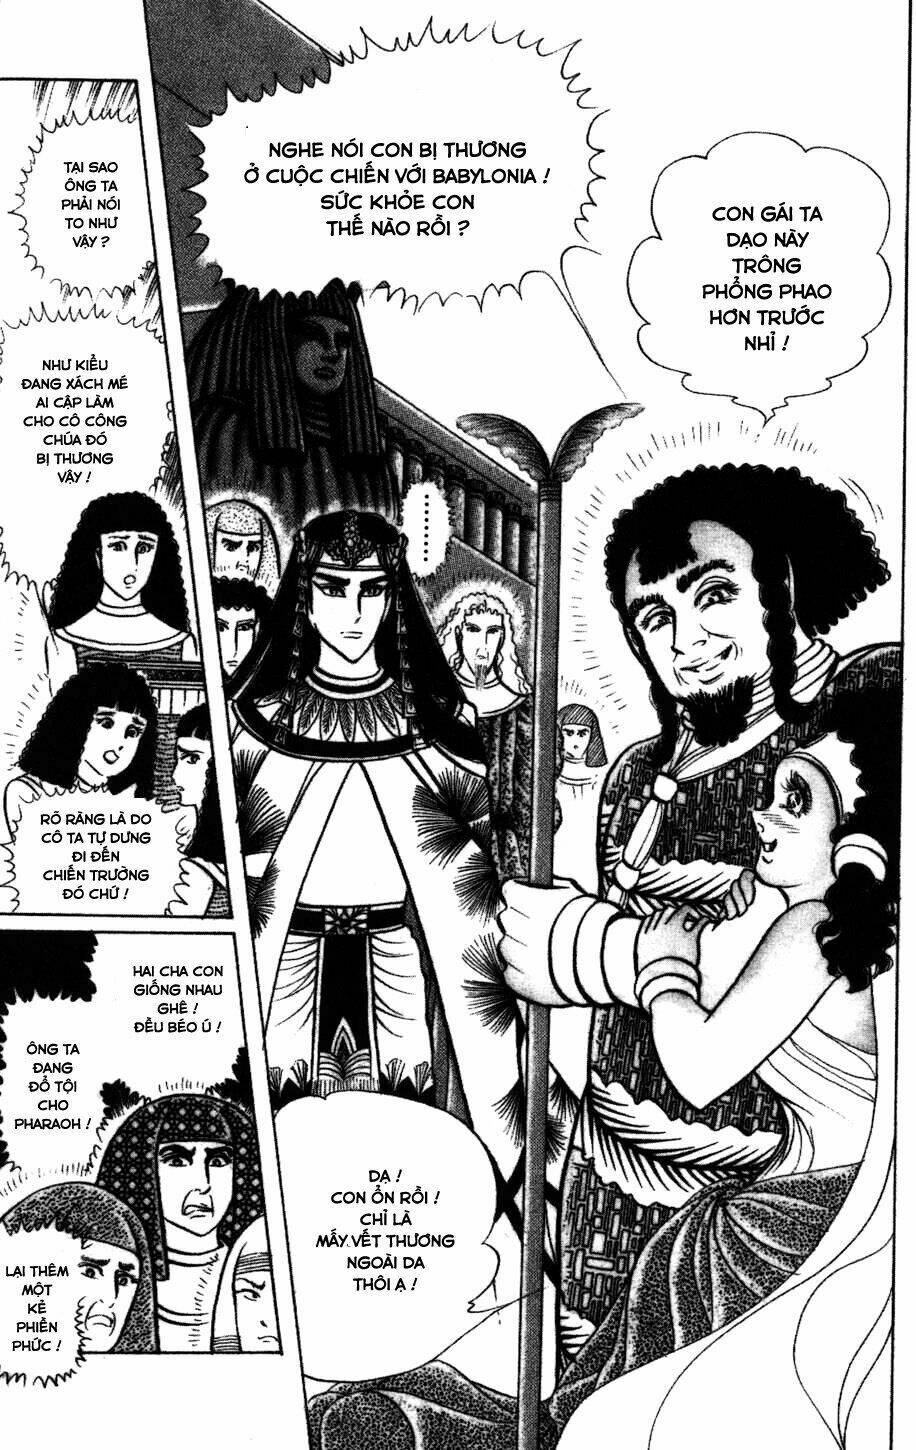 CON GÁI TA
DẠO NÀY
TRÔNG
PHỔNG PHAO
HƠN TRƯỚC
NHỈ !
NGHE NÓI CON BỊ THƯƠNG
Ở CUỘC CHIẾN VỚI BABYLONIA !
SỨC KHỎE CON
THẾ NÀO RỒI ?
.........
DẠ !
CON ỔN RỒI !
CHỈ LÀ
MẤY VẾT THƯƠNG
NGOÀI DA
THÔI Ạ !
TẠI SAO
ÔNG TA
PHẢI NÓI
TO NHƯ
VẬY ?
NHƯ KIỂU
ĐANG XÁCH MÉ
AI CẬP LÀM
CHO CÔ CÔNG
CHÚA ĐÓ
BỊ THƯƠNG
VẬY !
RÕ RÀNG LÀ DO
CÔ TA TỰ DƯNG
ĐI ĐẾN
CHIẾN TRƯỜNG
ĐÓ CHỨ !
HAI CHA CON
GIỐNG NHAU
GHÊ !
ĐỀU BÉO Ú !
ÔNG TA
ĐANG
ĐỔ TỘI
CHO
PHARAOH !
LẠI THÊM
MỘT
KẺ
PHIỀN
PHỨC !